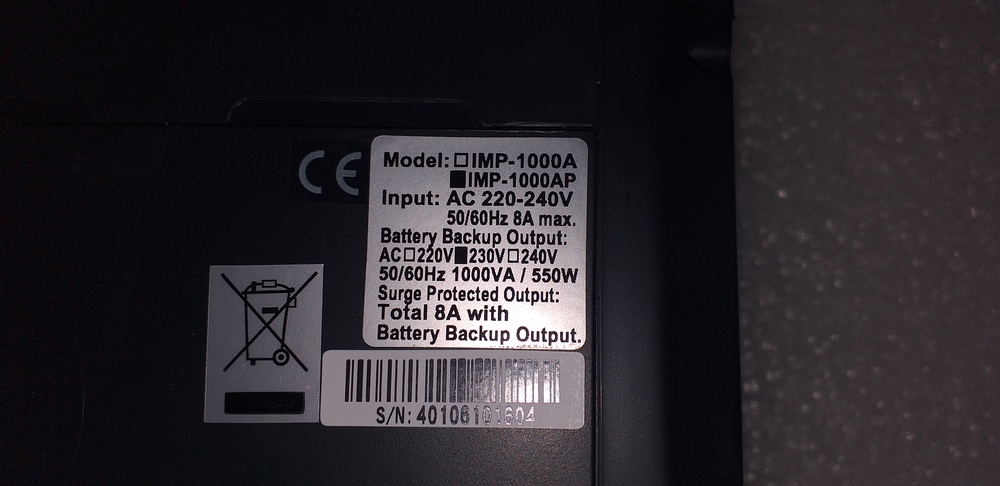 CE
Model: □IMP-1000A
■IMP-1000AP
Input: AC 220-240V
50/60Hz 8A max.
Battery Backup Output:
AC□220V■230V□240V
50/60Hz 1000VA / 550W
Surge Protected Output:
Total 8A with
Battery Backup Output.
S/N: 40106101604